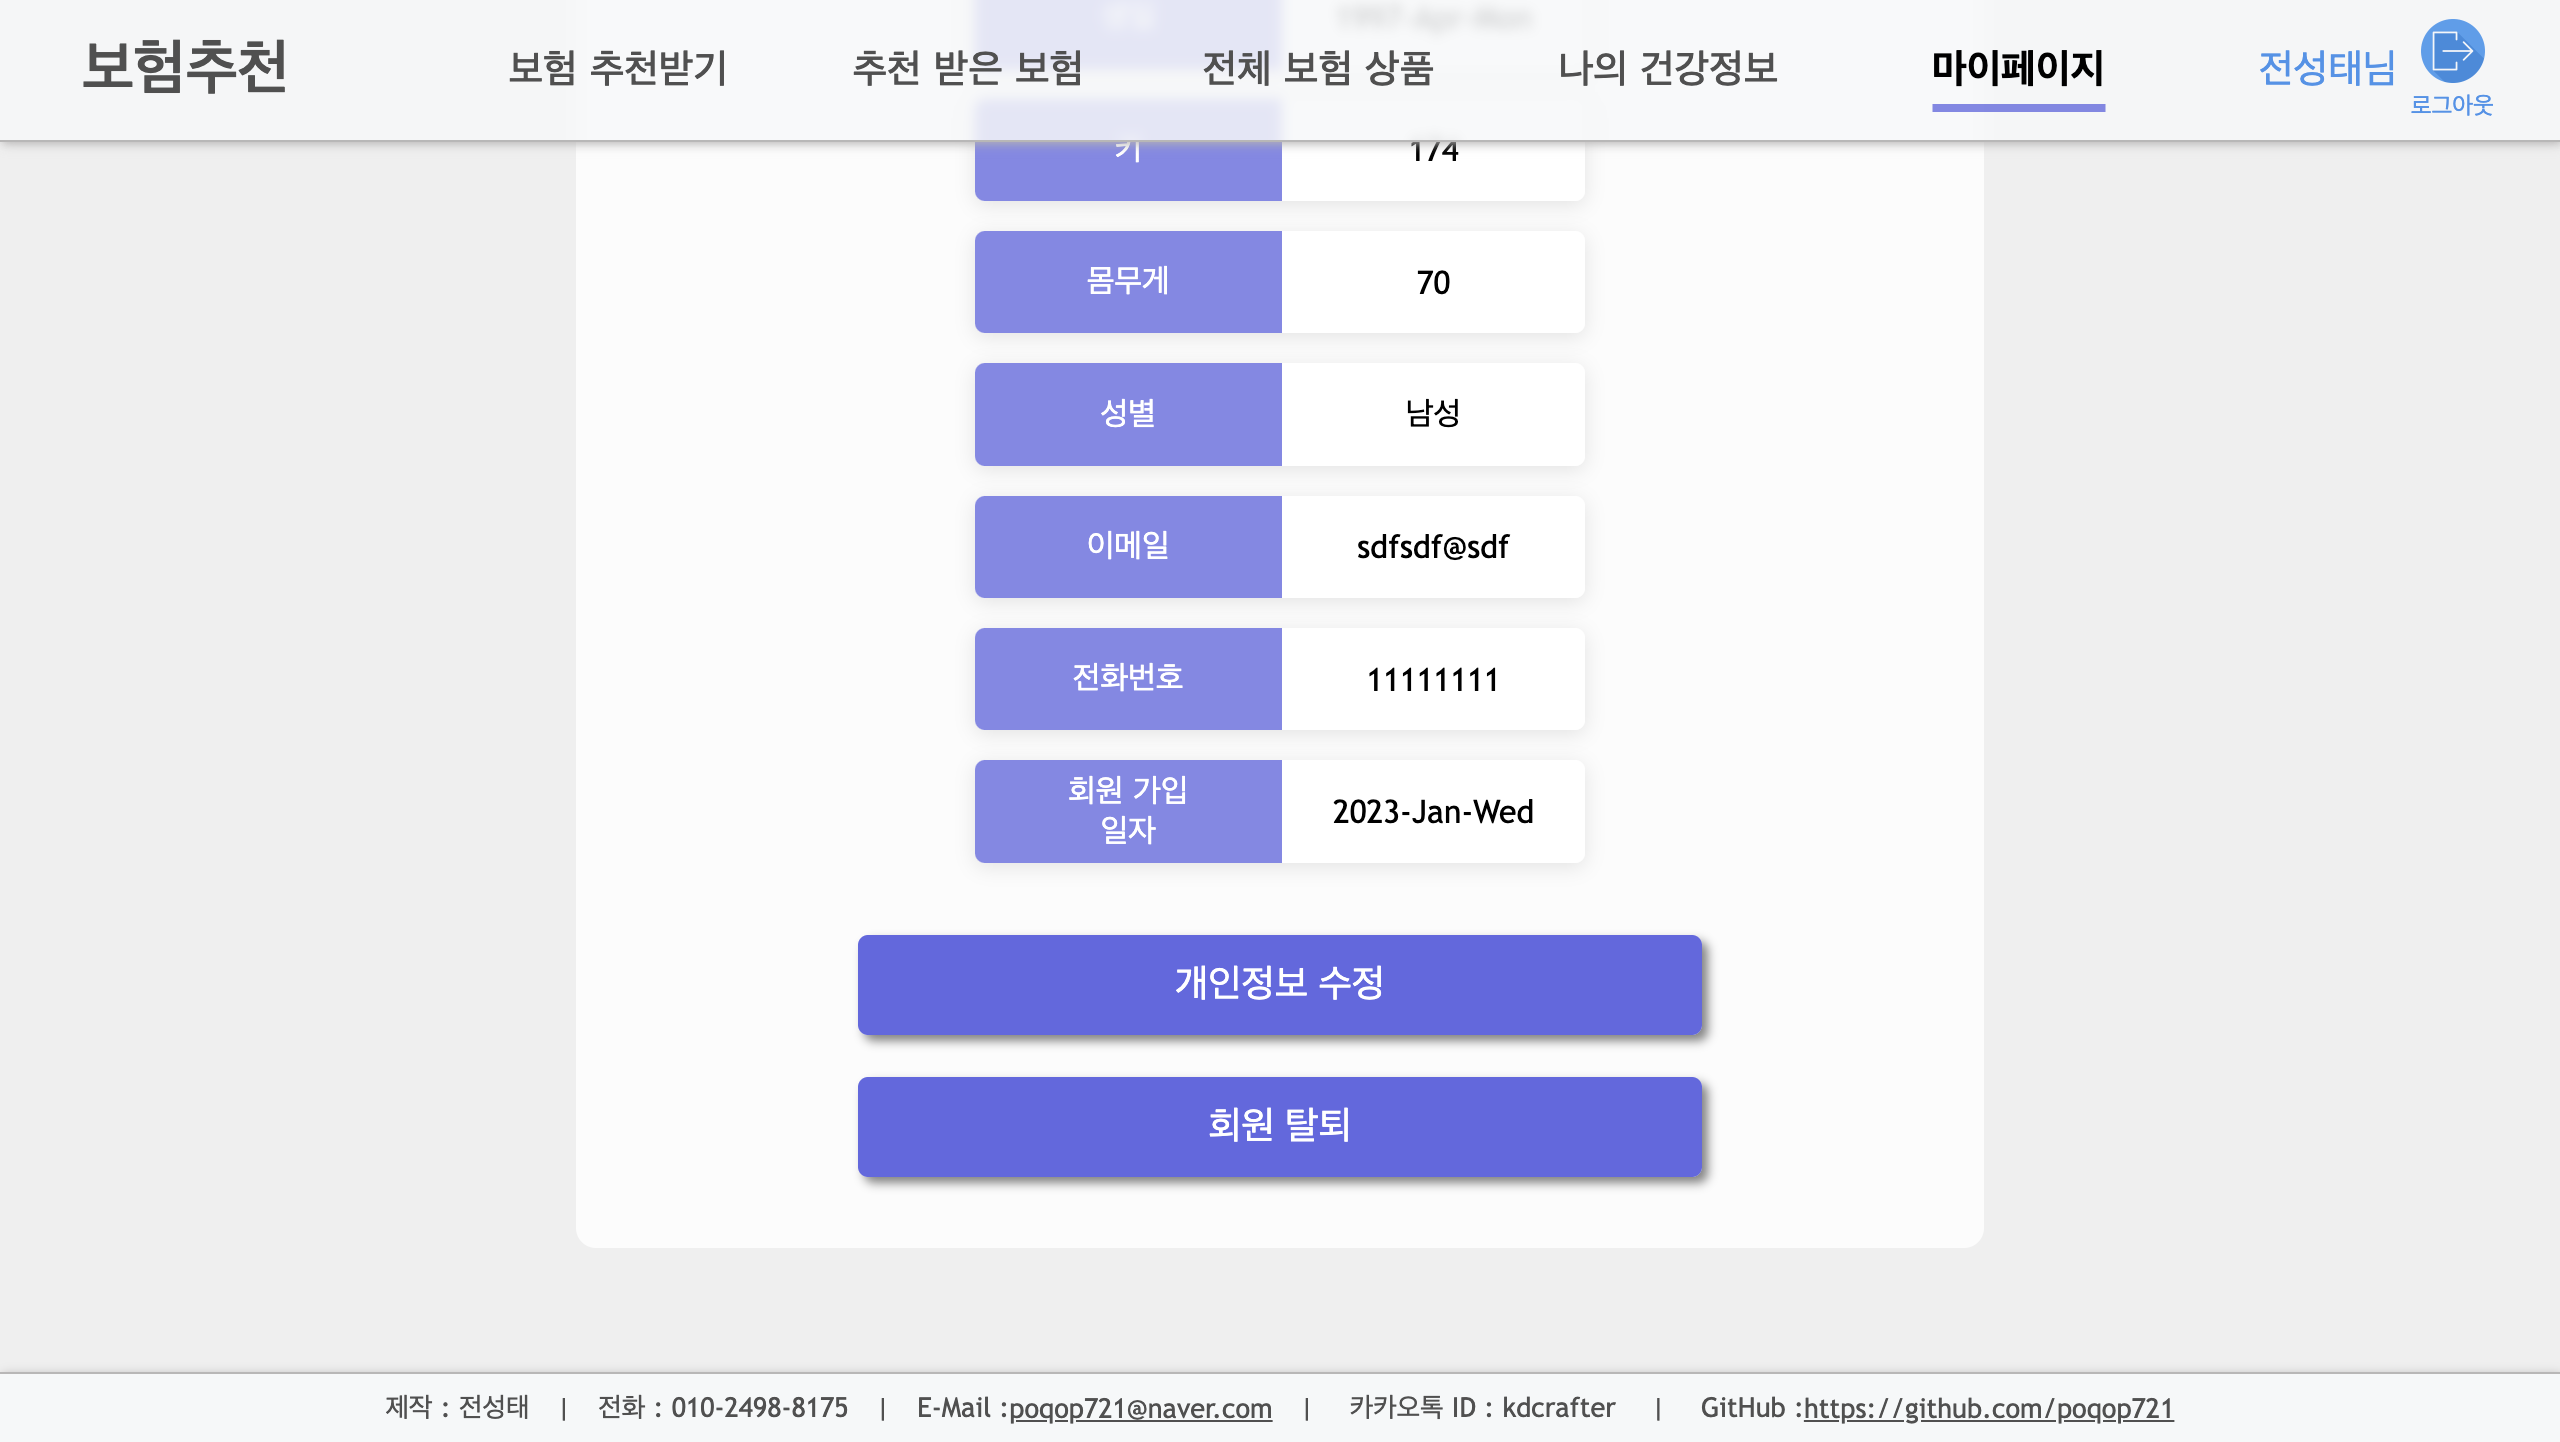 보험추천
보험 추천받기
추천 받은 보험
전체 보험 상품
나의 건강정보
마이페이지
전성태님
로그아웃
키 174
몸무게 70
성별 남성
이메일 sdfsdf@sdf
전화번호 11111111
회원 가입
일자
2023-Jan-Wed
개인정보 수정
회원 탈퇴
제작 : 전성태 | 전화 : 010-2498-8175 | E-Mail :poqop721@naver.com | 카카오톡 ID : kdcrafter | GitHub :https://github.com/poqop721